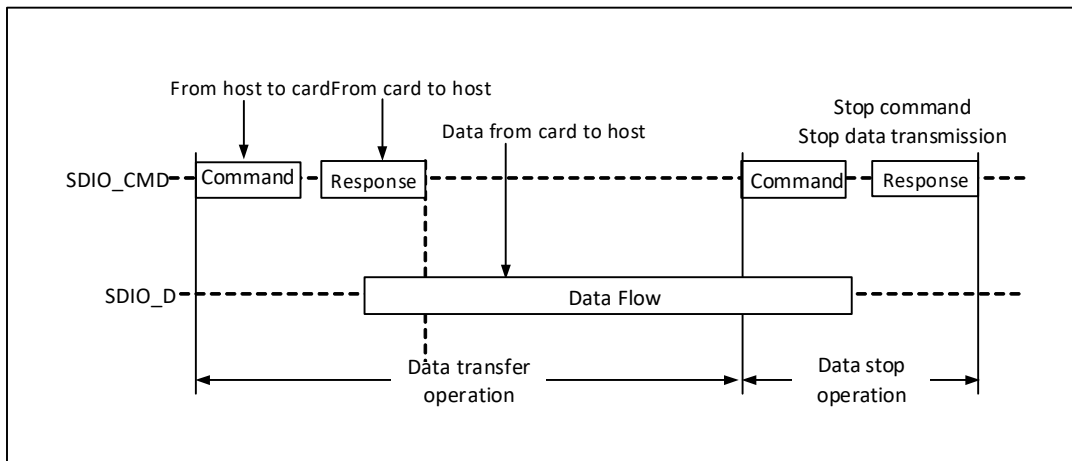 From host to cardFrom card to host
Data from card to host
Stop command
Stop data transmission
SDIO_CMD
Command
Response
Command
Response
SDIO_D
Data Flow
Data transfer
operation
Data stop
operation